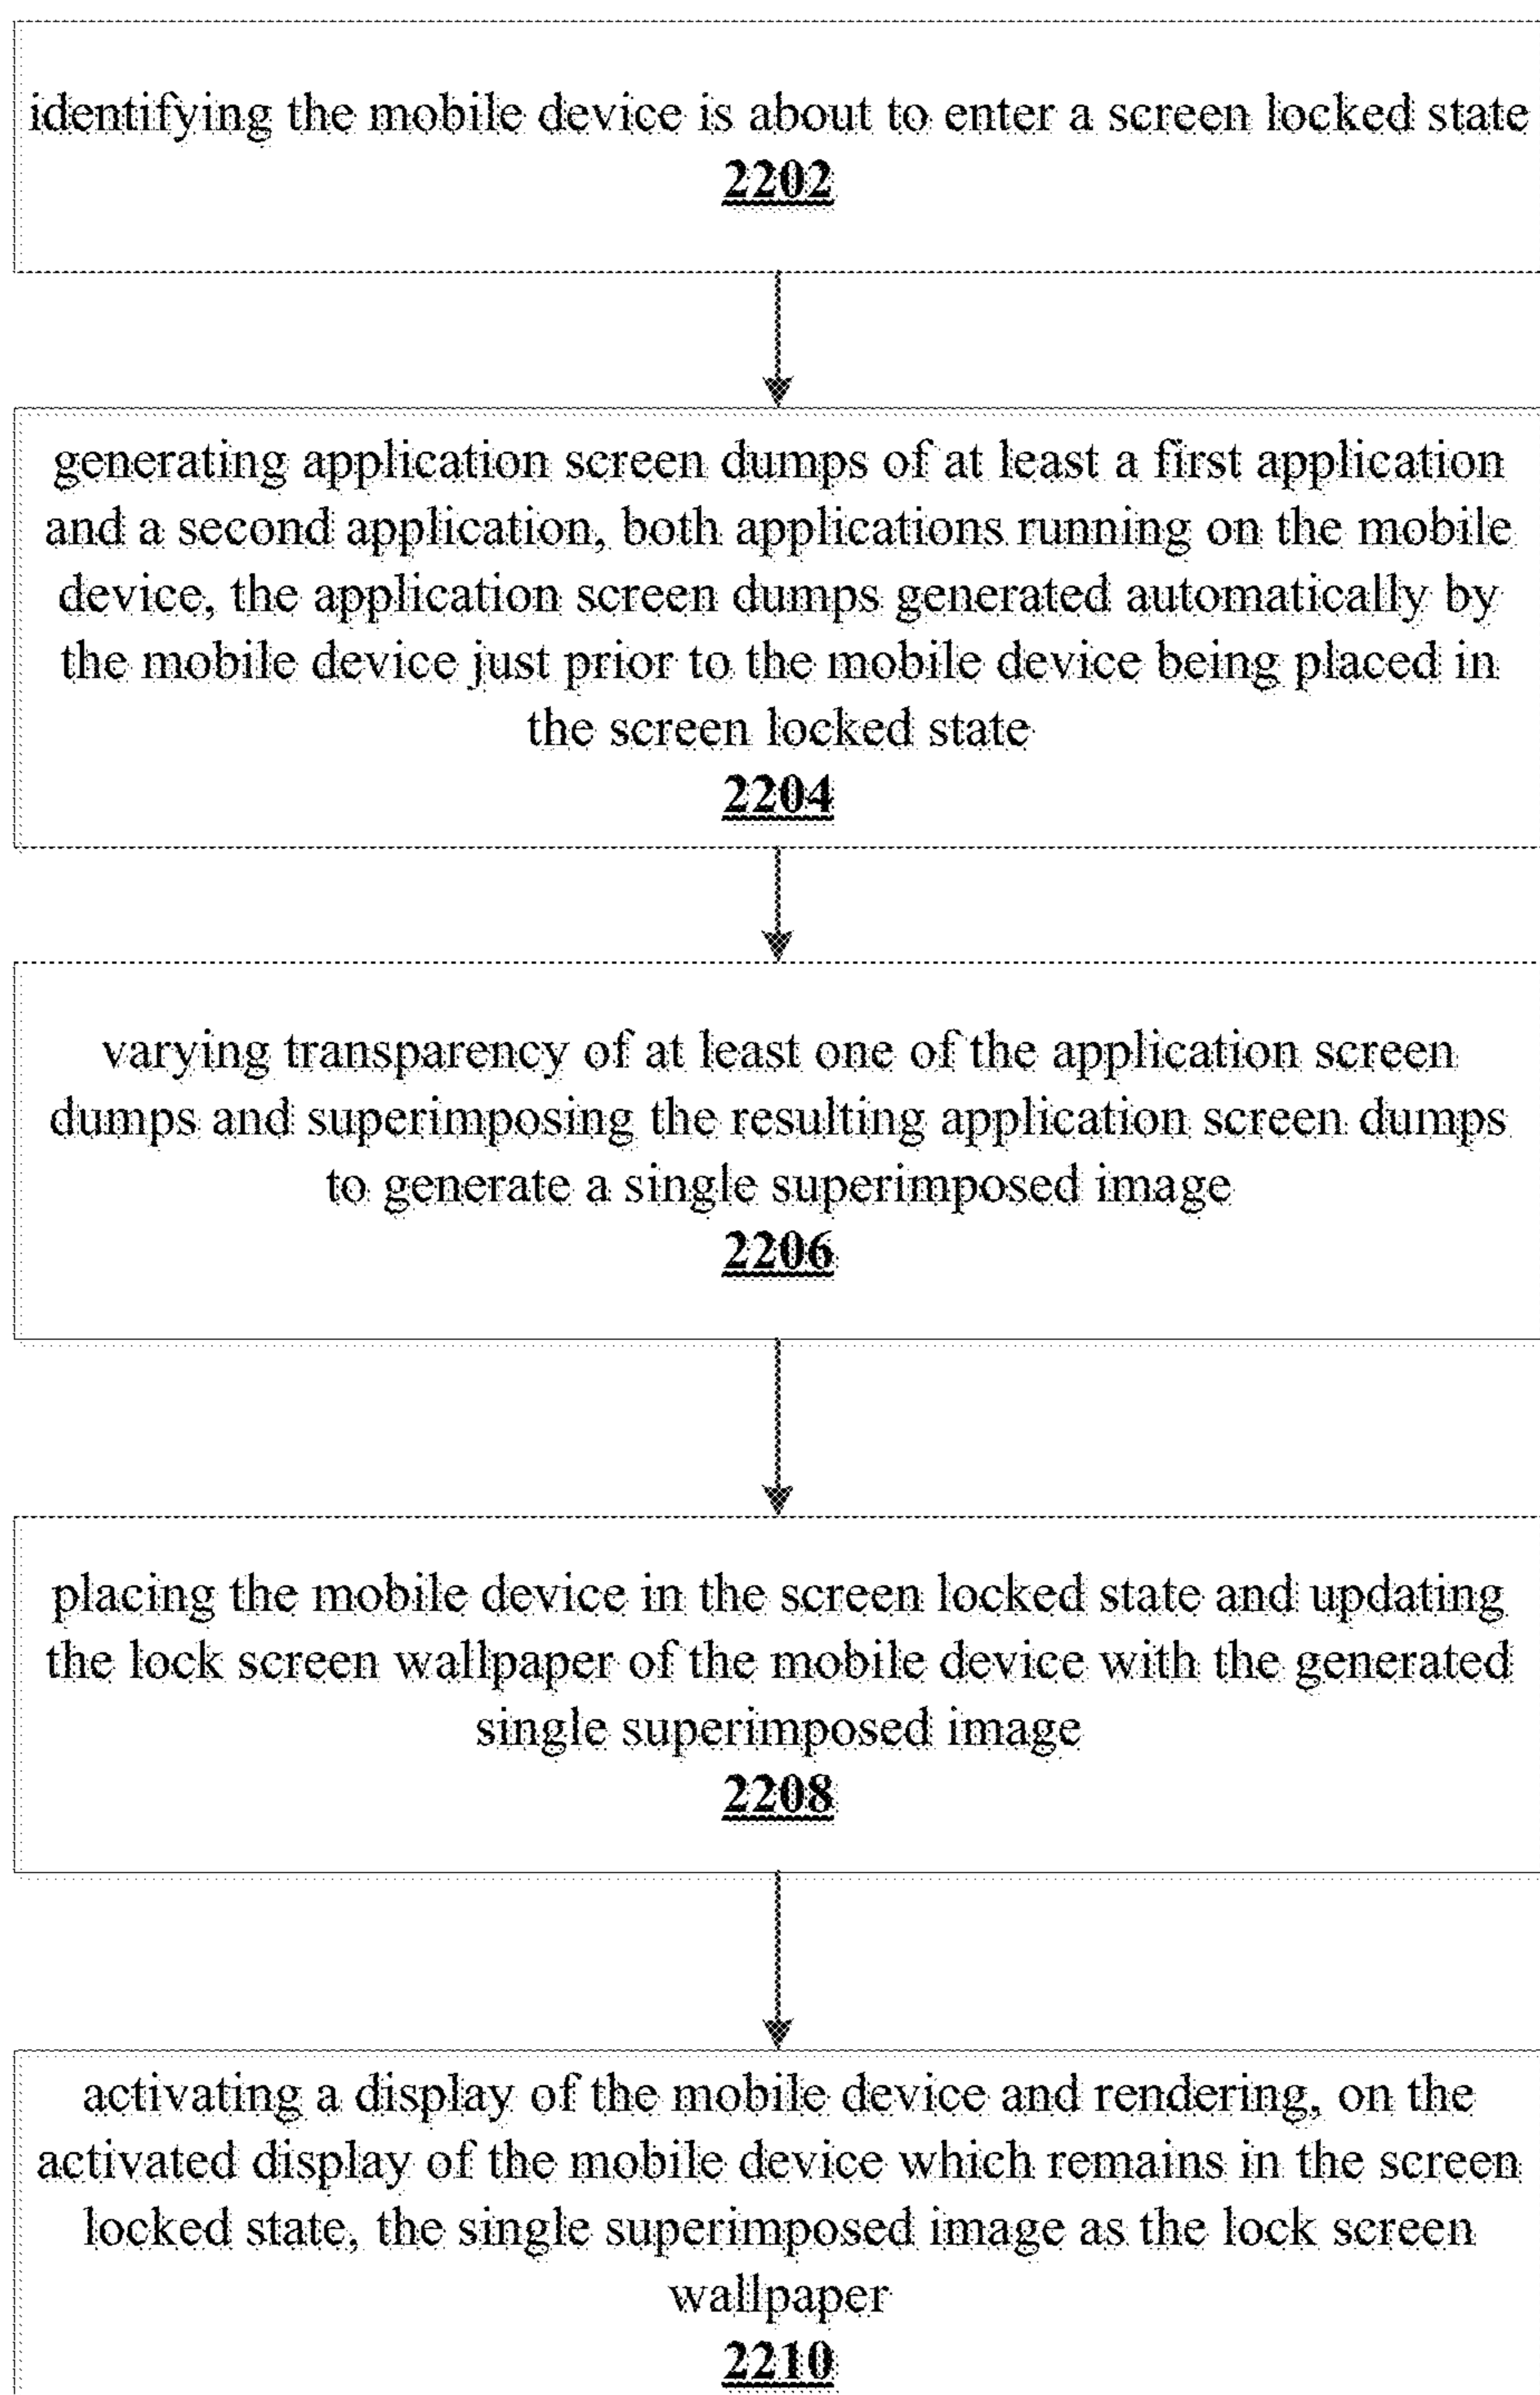 identifying the mobile device is about to enter a screen locked state
2202
generating application screen dumps of at least a first application
and a second application, both applications running on the mobile
device, the application screen dumps generated automatically by
the mobile device just prior to the mobile device being placed in
the screen locked state
2204
varying transparency of at least one of the application screen
dumps and superimposing the resulting application screen dumps
to generate a single superimposed image
2206
placing the mobile device in the screen locked state and updating
the lock screen wallpaper of the mobile device with the generated
single superimposed image
2208
activating a display of the mobile device and rendering, on the
activated display of the mobile device which remains in the screen
locked state, the single superimposed image as the lock screen
wallpaper
2210